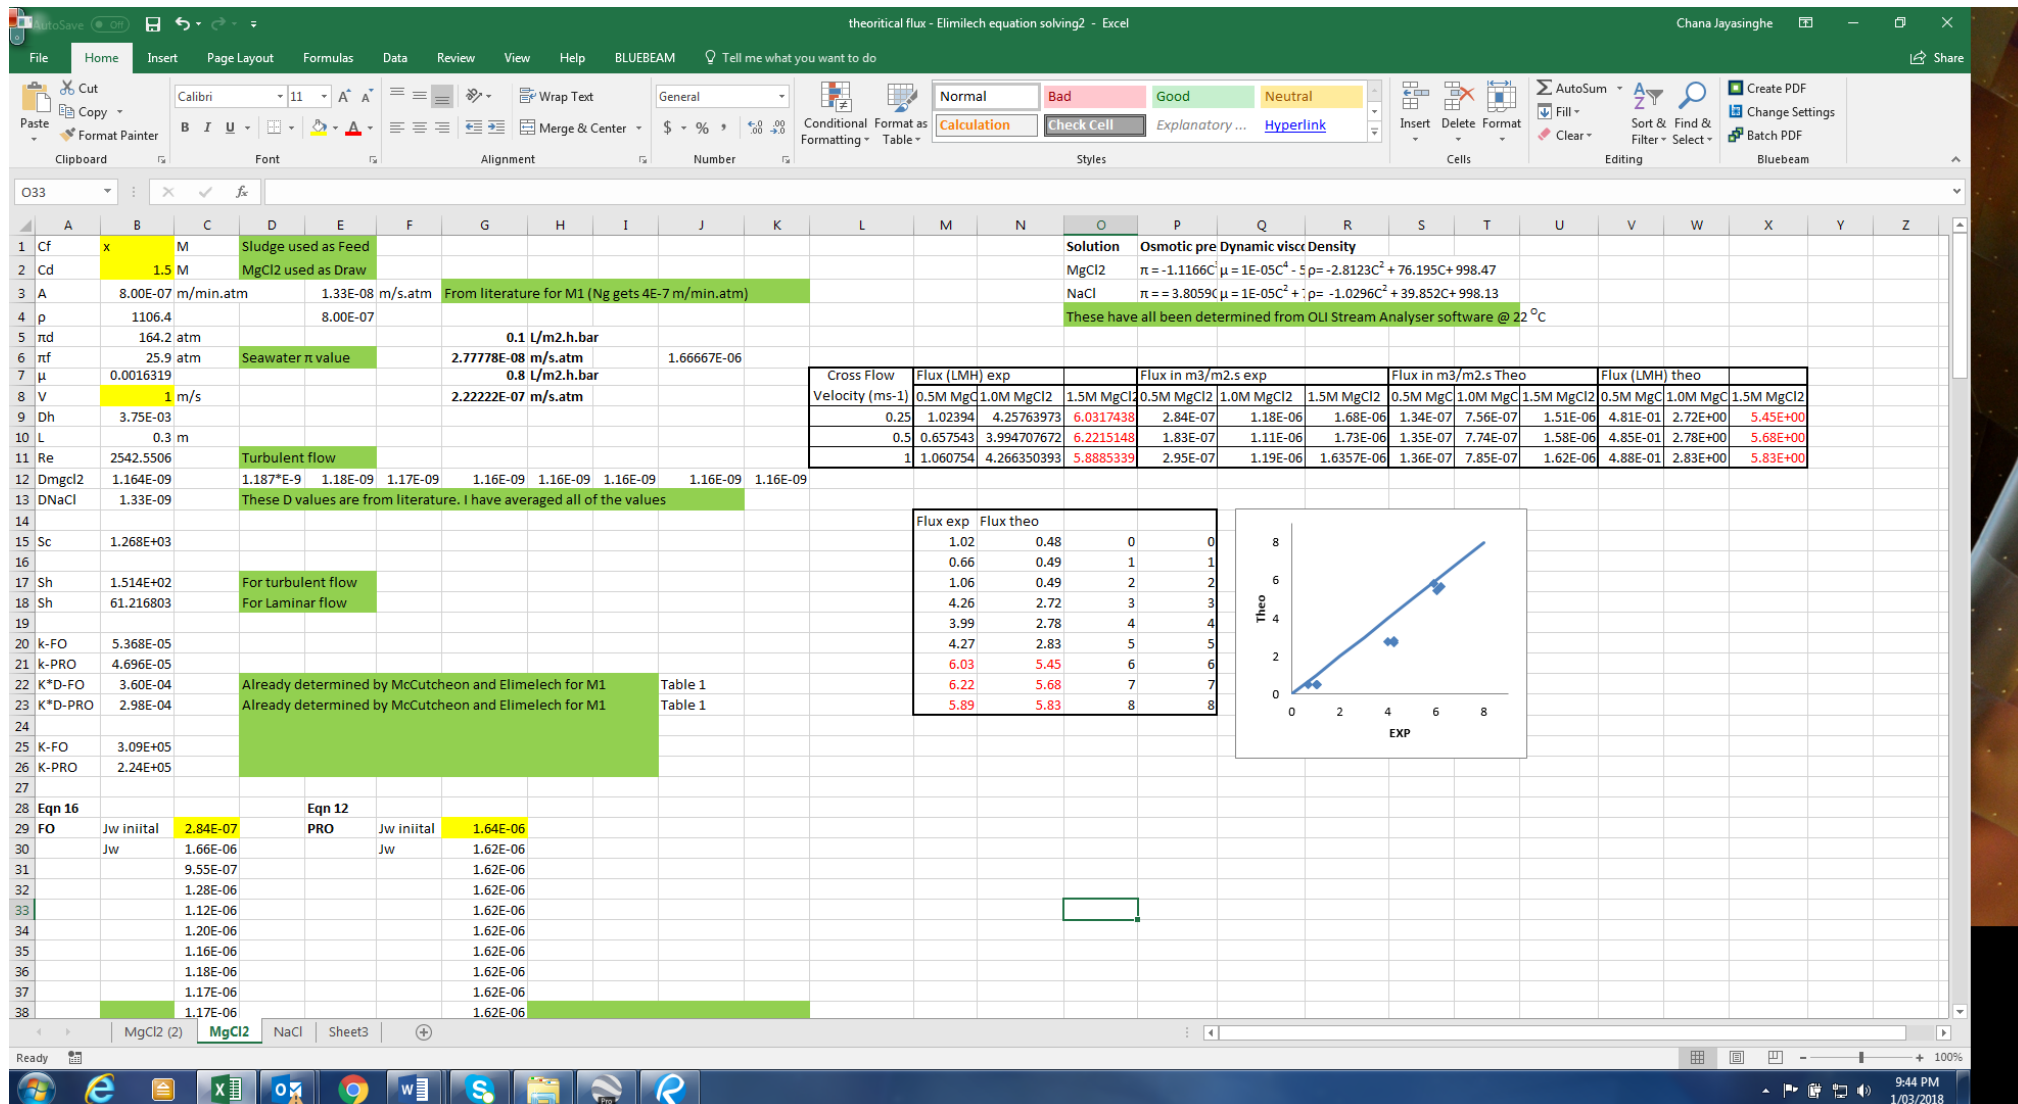 AutoSave Off theoritical flux - Elimilech equation solving2 - Excel Chana Jayasinghe
File Home Insert Page Layout Formulas Data Review View Help BLUEBEAM Tell me what you want to do Share
Cut
Copy
Format Painter
Paste
Clipboard
Calibri 11
B I U
Font
Wrap Text
Merge & Center
Alignment
General
$ % ,
Number
Conditional Formatting
Format as Table
Normal Bad Good Neutral
Calculation Check Cell Explanatory ... Hyperlink
Styles
Insert Delete Format
Cells
AutoSum
Fill
Clear
Sort & Filter
Find & Select
Editing
Create PDF
Change Settings
Batch PDF
Bluebeam
O33 fx
A B C D E F G H I J K L M N O P Q R S T U V W X Y Z
1 Cf x M Sludge used as Feed Solution Osmotic pre Dynamic visc Density
2 Cd 1.5 M MgCl2 used as Draw MgCl2 π = -1.1166C µ = 1E-05C⁴ - 5 ρ= -2.8123C² + 76.195C+ 998.47
3 A 8.00E-07 m/min.atm 1.33E-08 m/s.atm From literature for M1 (Ng gets 4E-7 m/min.atm) NaCl π = = 3.8059C µ = 1E-05C² + ρ= -1.0296C² + 39.852C+ 998.13
4 ρ 1106.4 8.00E-07 These have all been determined from OLI Stream Analyser software @ 22 °C
5 πd 164.2 atm 0.1 L/m2.h.bar
6 πf 25.9 atm Seawater π value 2.77778E-08 m/s.atm 1.66667E-06
7 µ 0.0016319 0.8 L/m2.h.bar Cross Flow Flux (LMH) exp Flux in m3/m2.s exp Flux in m3/m2.s Theo Flux (LMH) theo
8 V 1 m/s 2.22222E-07 m/s.atm Velocity (ms-1) 0.5M MgC 1.0M MgCl2 1.5M MgCl2 0.5M MgCl2 1.0M MgCl2 1.5M MgCl2 0.5M MgC 1.0M MgC 1.5M MgCl2 0.5M MgC 1.0M MgC 1.5M MgCl2
9 Dh 3.75E-03 0.25 1.02394 4.25763973 6.0317438 2.84E-07 1.18E-06 1.68E-06 1.34E-07 7.56E-07 1.51E-06 4.81E-01 2.72E+00 5.45E+00
10 L 0.3 m 0.5 0.657543 3.994707672 6.2215148 1.83E-07 1.11E-06 1.73E-06 1.35E-07 7.74E-07 1.58E-06 4.85E-01 2.78E+00 5.68E+00
11 Re 2542.5506 Turbulent flow 1 1.060754 4.266350393 5.8885339 2.95E-07 1.19E-06 1.6357E-06 1.36E-07 7.85E-07 1.62E-06 4.88E-01 2.83E+00 5.83E+00
12 Dmgcl2 1.164E-09 1.187*E-9 1.18E-09 1.17E-09 1.16E-09 1.16E-09 1.16E-09 1.16E-09 1.16E-09
13 DNaCl 1.33E-09 These D values are from literature. I have averaged all of the values
14 Flux exp Flux theo
15 Sc 1.268E+03 1.02 0.48 0 0
16 0.66 0.49 1 1
17 Sh 1.514E+02 For turbulent flow 1.06 0.49 2 2
18 Sh 61.216803 For Laminar flow 4.26 2.72 3 3
19 3.99 2.78 4 4
20 k-FO 5.368E-05 4.27 2.83 5 5
21 k-PRO 4.696E-05 6.03 5.45 6 6
22 K*D-FO 3.60E-04 Already determined by McCutcheon and Elimelech for M1 Table 1 6.22 5.68 7 7
23 K*D-PRO 2.98E-04 Already determined by McCutcheon and Elimelech for M1 Table 1 5.89 5.83 8 8
24
25 K-FO 3.09E+05
26 K-PRO 2.24E+05
27
28 Eqn 16 Eqn 12
29 FO Jw iniital 2.84E-07 PRO Jw iniital 1.64E-06
30 Jw 1.66E-06 Jw 1.62E-06
31 9.55E-07 1.62E-06
32 1.28E-06 1.62E-06
33 1.12E-06 1.62E-06
34 1.20E-06 1.62E-06
35 1.16E-06 1.62E-06
36 1.18E-06 1.62E-06
37 1.17E-06 1.62E-06
38 1.17E-06 1.62E-06
8
6
4
2
0
Theo
0 2 4 6 8
EXP
MgCl2 (2) MgCl2 NaCl Sheet3
Ready 100%
9:44 PM
1/03/2018